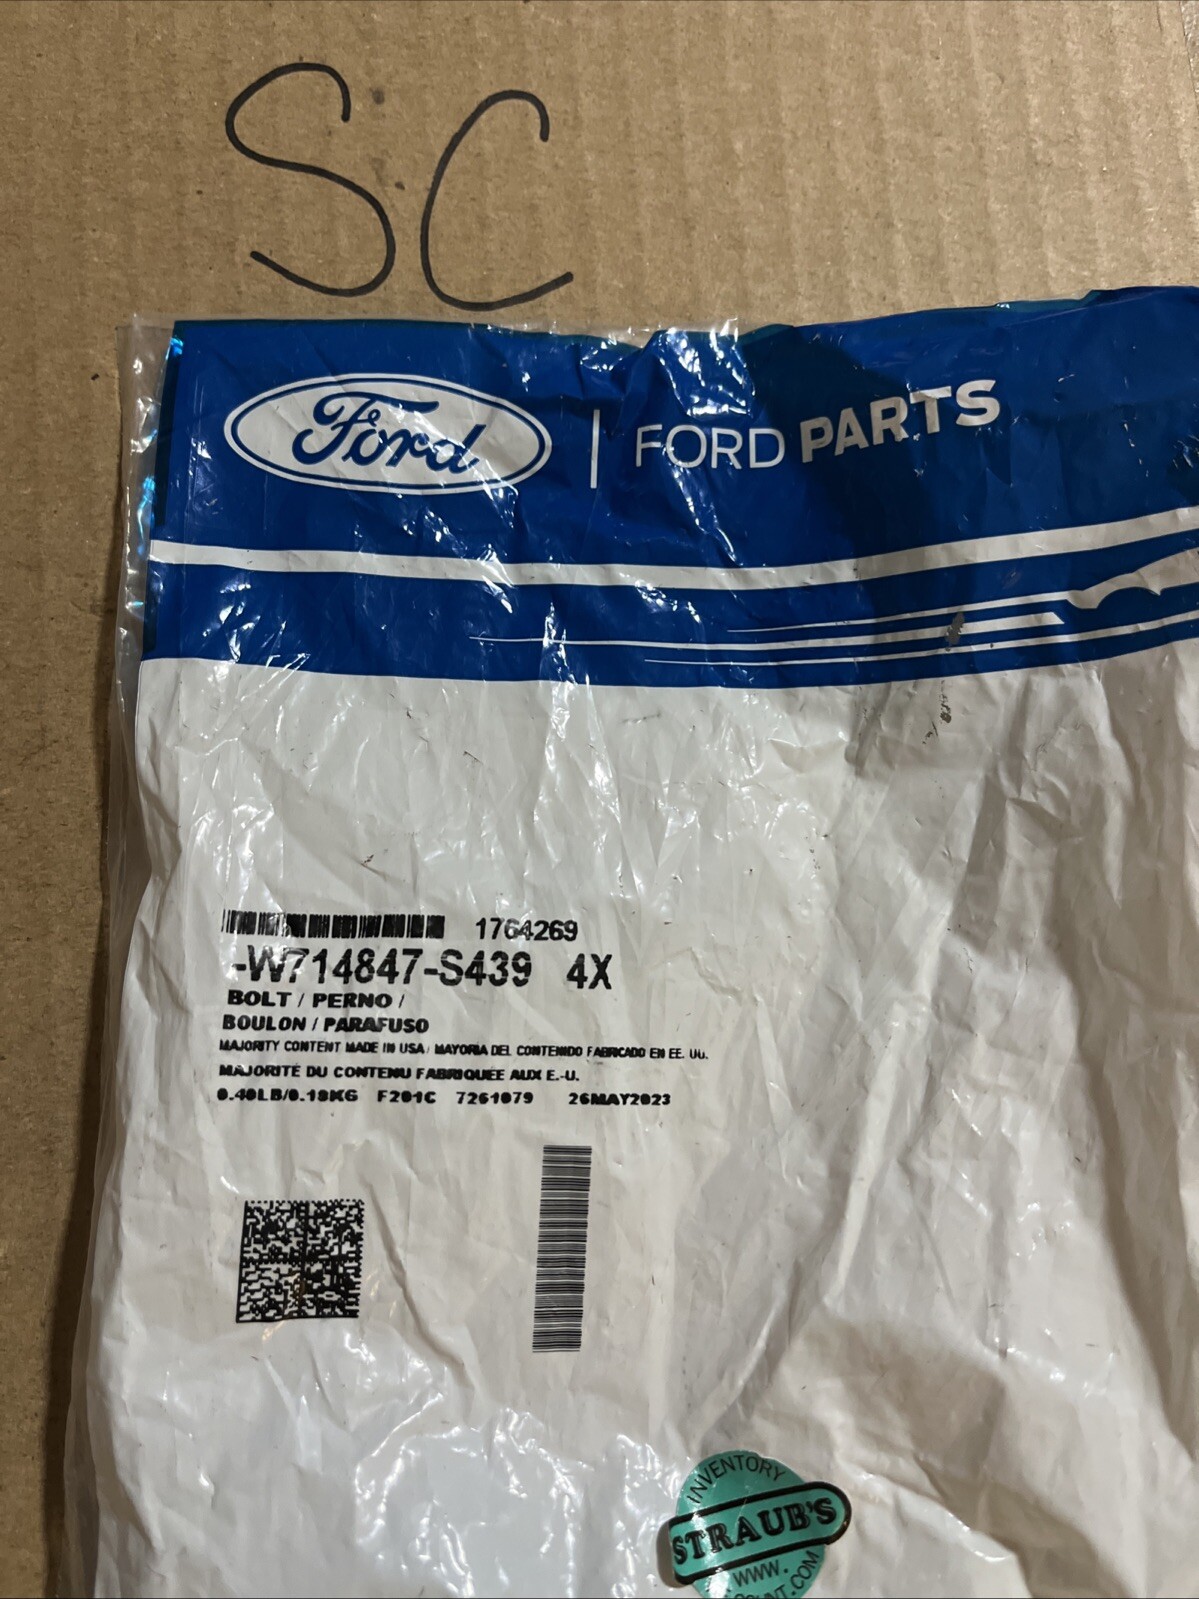 SC
Ford | FORD PARTS
1764269
-W714847-S439 4X
BOLT / PERNO /
BOULON / PARAFUSO
MAJORITY CONTENT MADE IN USA / MAYORIA DEL CONTENIDO FABRICADO EN EE. UU.
MAJORITÉ DU CONTENU FABRIQUEE AUX E.-U.
0.40LB/0.18KG F201C 7261079 26MAY2023
INVENTORY
STRAUB'S
WWW.